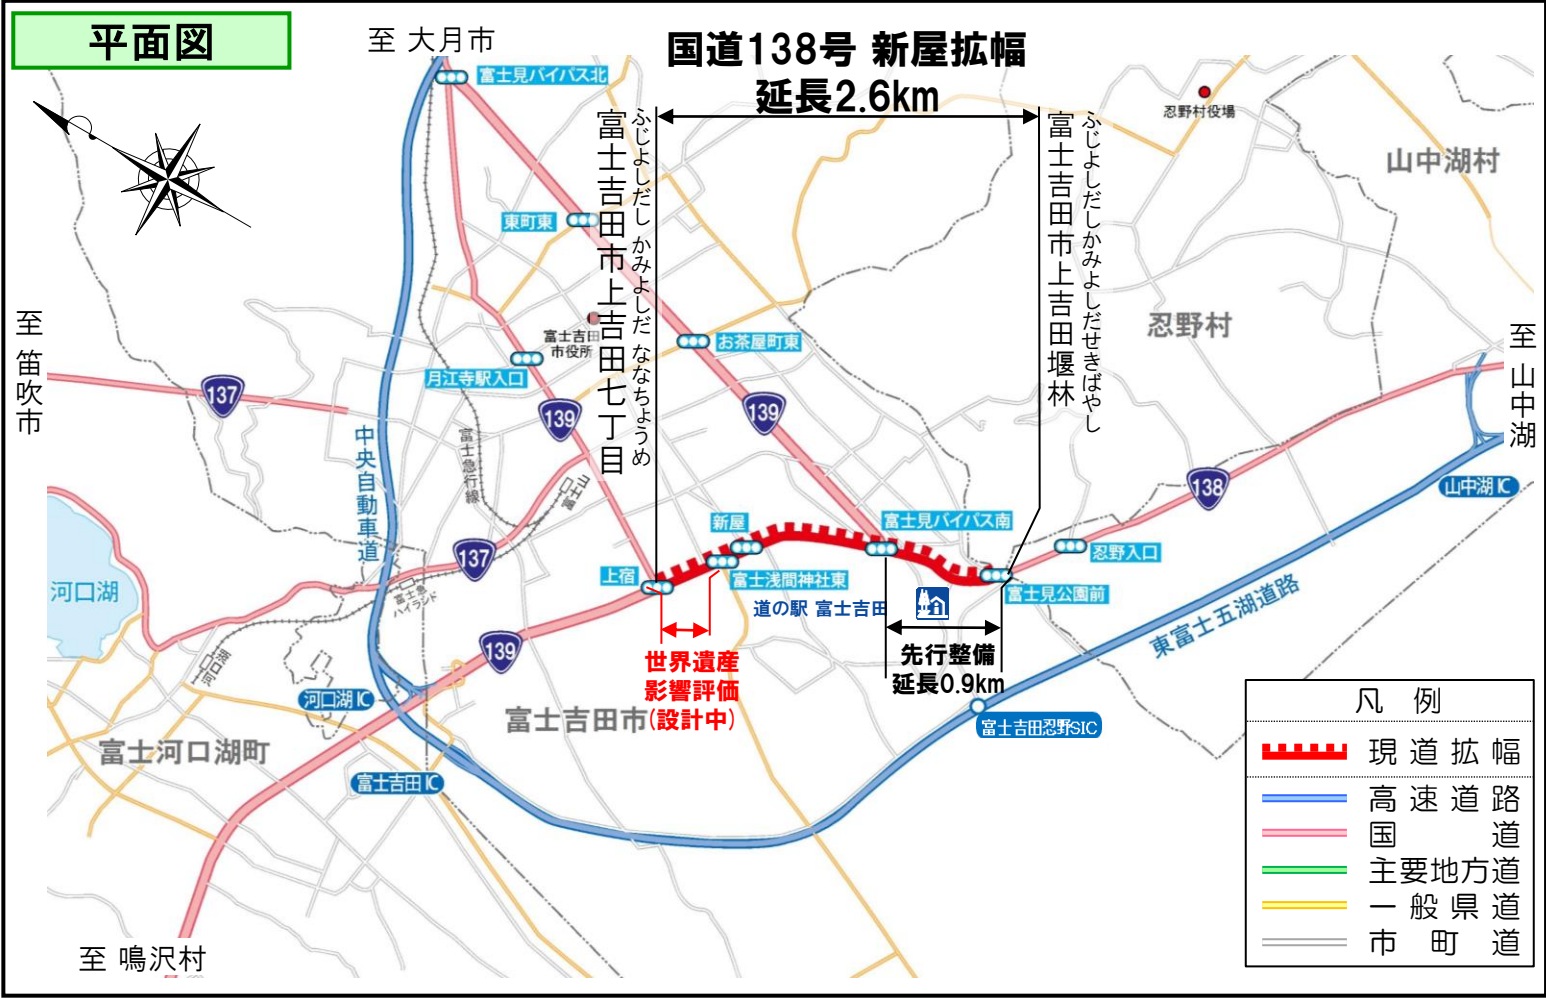 平面図
至 大月市
国道138号 新屋拡幅
延長2.6km
富士見バイパス北
忍野村役場
山中湖村
富士吉田市上吉田七丁目
ふじよしだし かみよしだ ななちょうめ
富士吉田市上吉田堰林
ふじよしだしかみよしだせきばやし
東町東
至 笛吹市
富士吉田
市役所
お茶屋町東
忍野村
至 山中湖
月江寺駅入口
137
139
139
中央自動車道
富士急行線
富士山
138
山中湖IC
新屋
富士見バイパス南
忍野入口
137
河口湖
富士急
ハイランド
上宿
富士浅間神社東
富士見公園前
道の駅 富士吉田
東富士五湖道路
139
河口湖
世界遺産
影響評価
(設計中)
先行整備
延長0.9km
河口湖IC
富士吉田市
富士吉田忍野SIC
富士河口湖町
富士吉田IC
至 鳴沢村
凡例
現道拡幅
高速道路
国道
主要地方道
一般県道
市町道